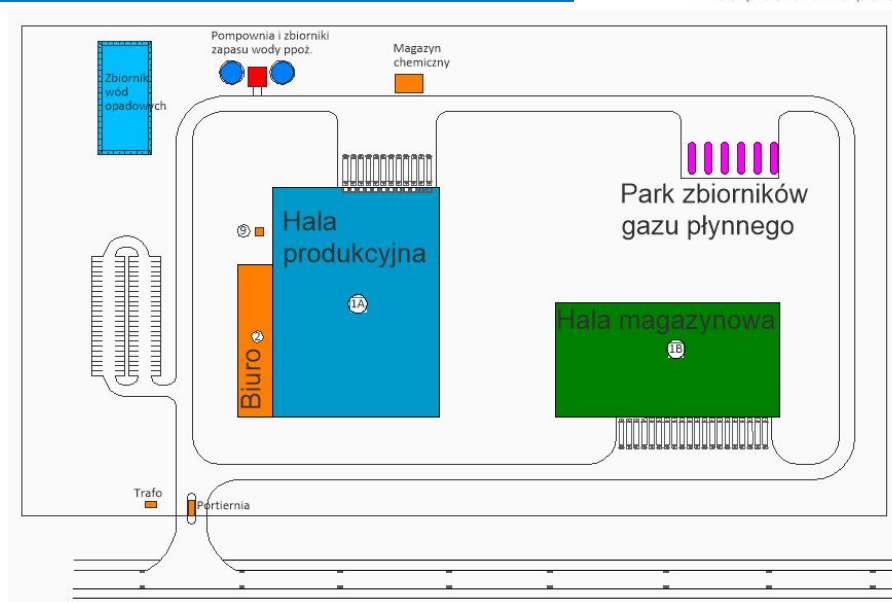 Pompownia i zbiorniki
zapasu wody ppoż.
Magazyn
chemiczny
Zbiornik
wód
opadowych
Park zbiorników
gazu płynnego
9
Hala
produkcyjna
1A
Hala magazynowa
1B
2
Biuro
Trafo
Portiernia